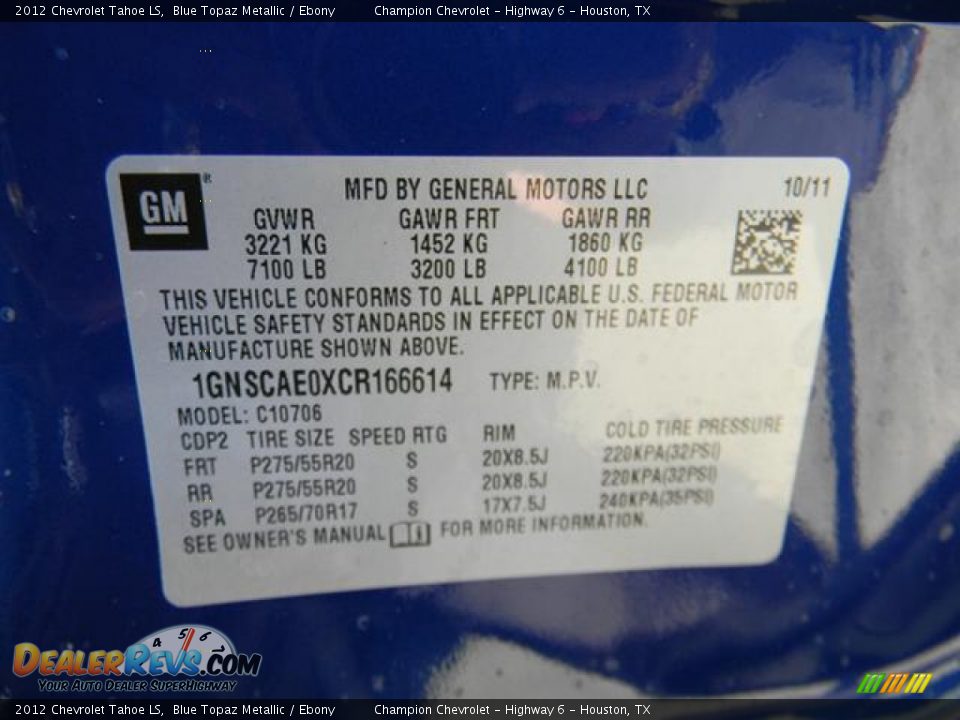 2012 Chevrolet Tahoe LS, Blue Topaz Metallic / Ebony Champion Chevrolet - Highway 6 - Houston, TX
GM ®
MFD BY GENERAL MOTORS LLC 10/11
GVWR GAWR FRT GAWR RR
3221 KG 1452 KG 1860 KG
7100 LB 3200 LB 4100 LB
THIS VEHICLE CONFORMS TO ALL APPLICABLE U.S. FEDERAL MOTOR
VEHICLE SAFETY STANDARDS IN EFFECT ON THE DATE OF
MANUFACTURE SHOWN ABOVE.
1GNSCAE0XCR166614 TYPE: M.P.V.
MODEL: C10706
CDP2 TIRE SIZE SPEED RTG RIM COLD TIRE PRESSURE
FRT P275/55R20 S 20X8.5J 220KPA(32PSI)
RR P275/55R20 S 20X8.5J 220KPA(32PSI)
SPA P265/70R17 S 17X7.5J 240KPA(35PSI)
SEE OWNER'S MANUAL FOR MORE INFORMATION.
4 5 6
DealerRevs.com
Your Auto Dealer SuperHighway
2012 Chevrolet Tahoe LS, Blue Topaz Metallic / Ebony Champion Chevrolet - Highway 6 - Houston, TX